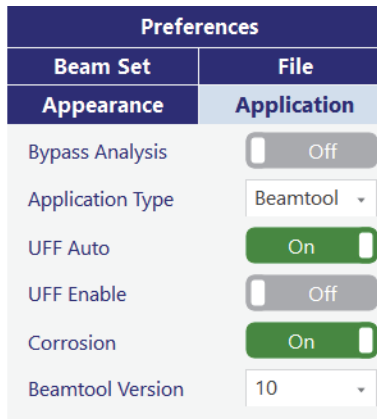 Preferences
Beam Set File
Appearance Application
Bypass Analysis Off
Application Type Beamtool
UFF Auto On
UFF Enable Off
Corrosion On
Beamtool Version 10